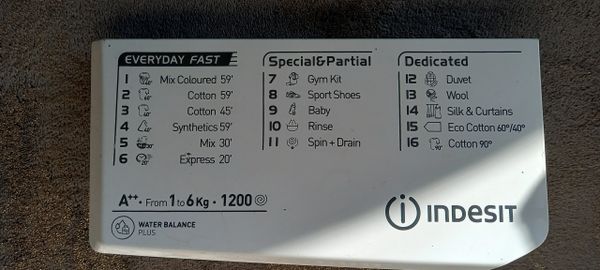 EVERYDAY FAST
1 Mix Coloured 59'
2 Cotton 59'
3 Cotton 45'
4 Synthetics 59'
5 Mix 30'
6 Express 20'
Special&Partial
7 Gym Kit
8 Sport Shoes
9 Baby
10 Rinse
11 Spin + Drain
Dedicated
12 Duvet
13 Wool
14 Silk & Curtains
15 Eco Cotton 60°/40°
16 90° Cotton 90°
A++ • From 1 to 6 Kg • 1200
WATER BALANCE
PLUS
INDESIT